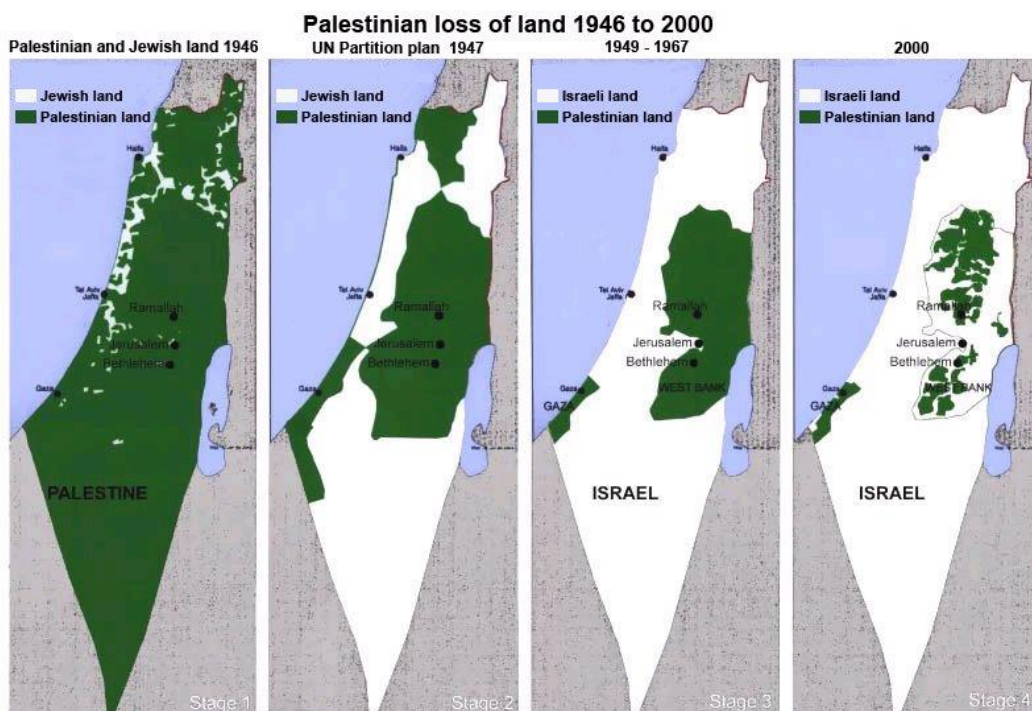 Palestinian loss of land 1946 to 2000
Palestinian and Jewish land 1946
Jewish land
Palestinian land
Haifa
Tel Aviv
Jaffa
Ramallah
Jerusalem
Bethlehem
Gaza
PALESTINE
Stage 1
UN Partition plan 1947
Jewish land
Palestinian land
Haifa
Tel Aviv
Jaffa
Ramallah
Jerusalem
Bethlehem
Gaza
Stage 2
1949 - 1967
Israeli land
Palestinian land
Haifa
Tel Aviv
Jaffa
Ramallah
Jerusalem
Bethlehem
Gaza
GAZA
WEST BANK
ISRAEL
Stage 3
2000
Israeli land
Palestinian land
Haifa
Tel Aviv
Jaffa
Ramallah
Jerusalem
Bethlehem
Gaza
GAZA
WEST BANK
ISRAEL
Stage 4